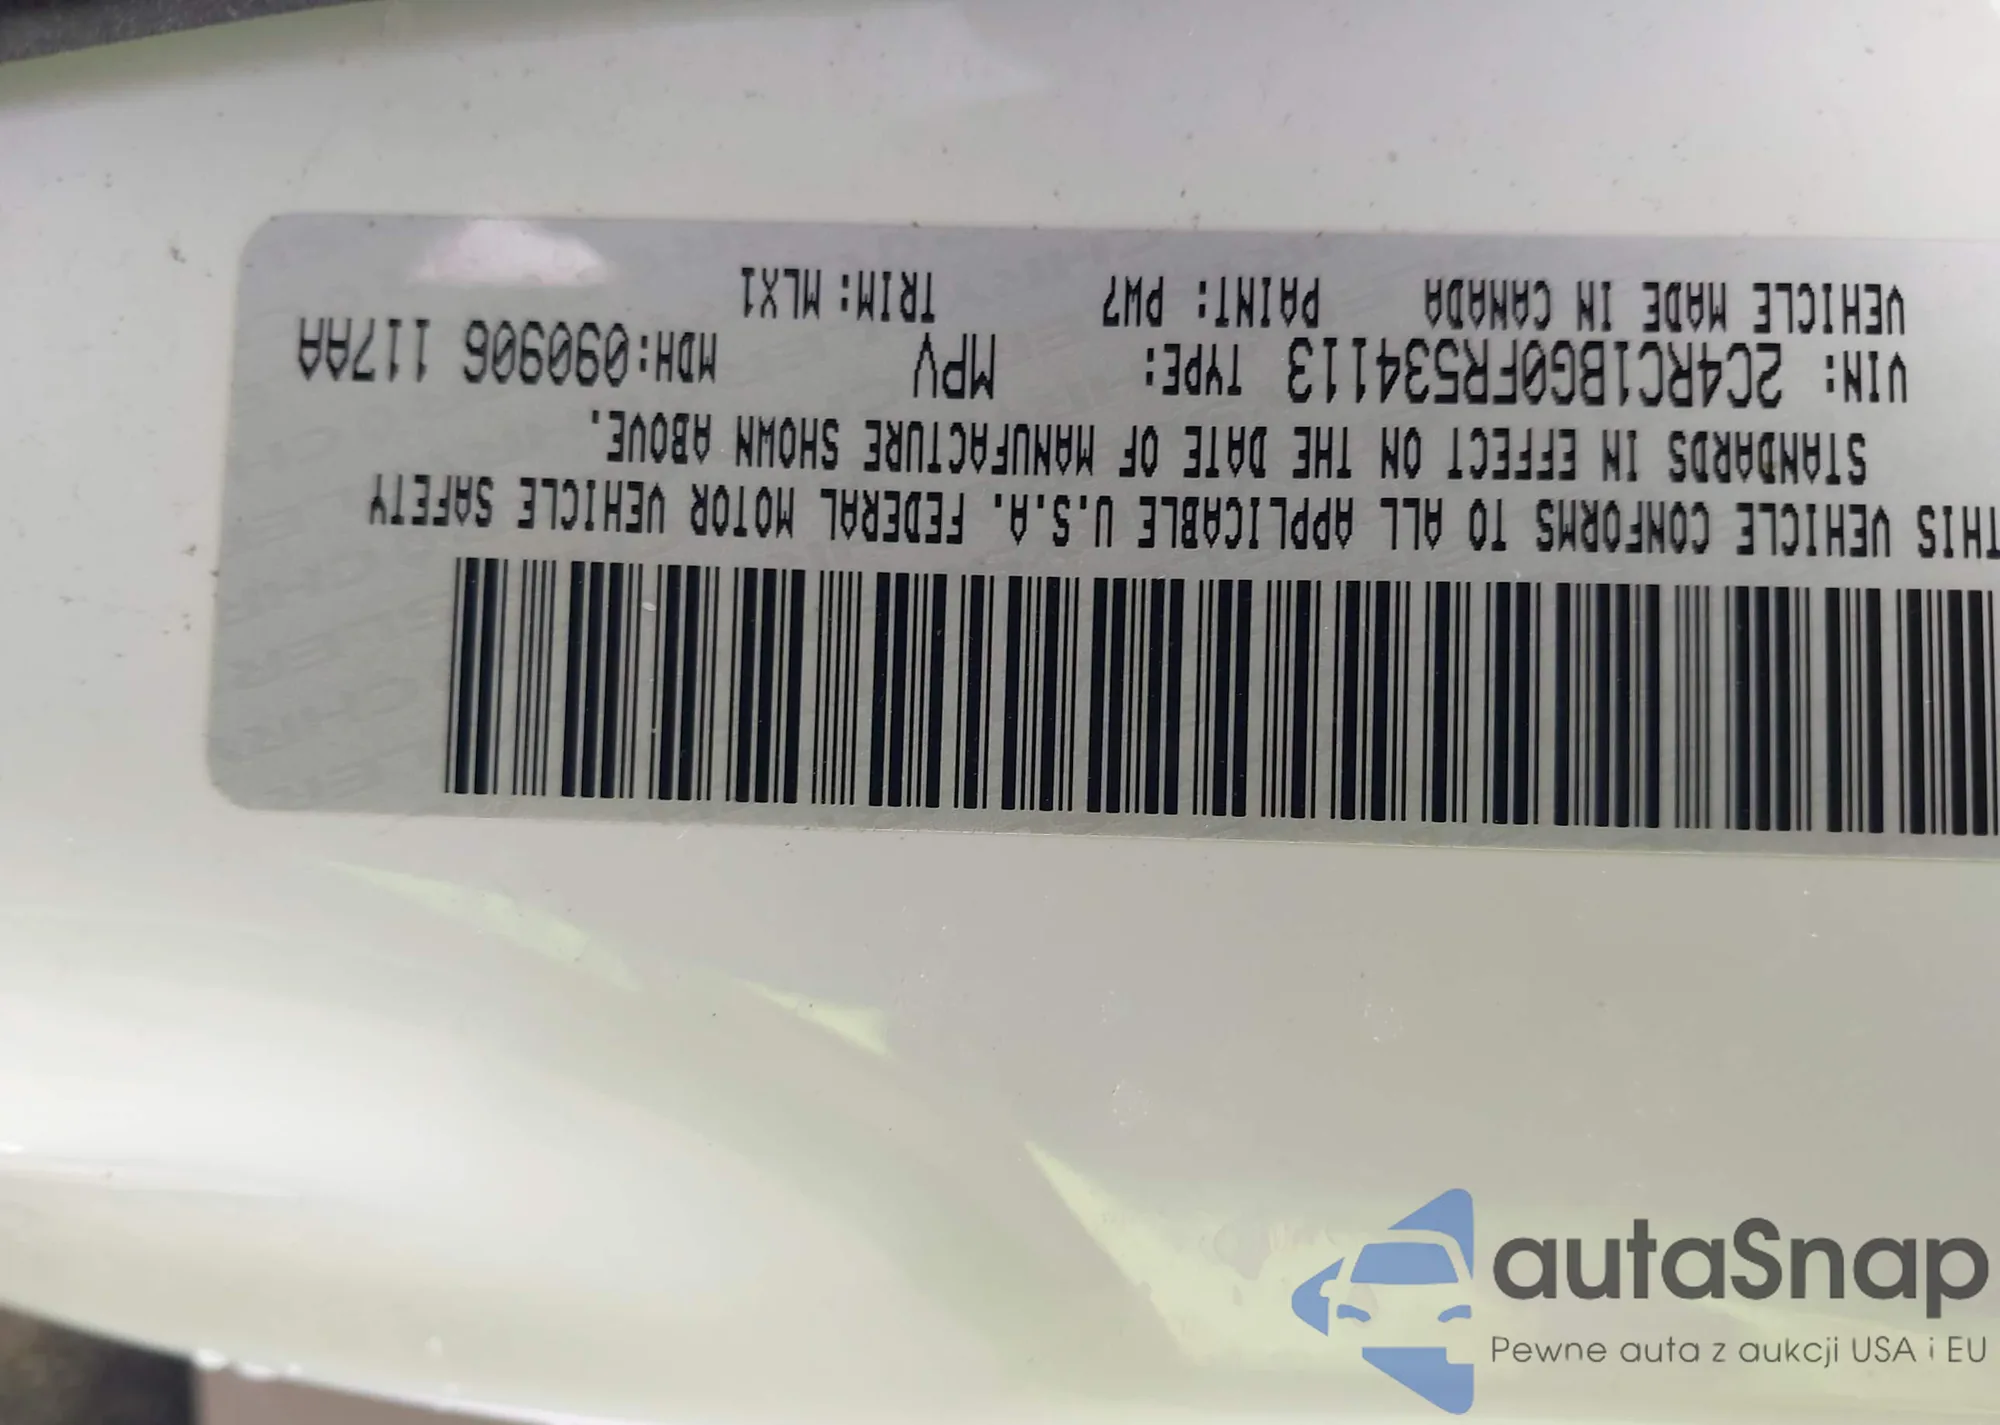 THIS VEHICLE CONFORMS TO ALL APPLICABLE U.S.A. FEDERAL MOTOR VEHICLE SAFETY
STANDARDS IN EFFECT ON THE DATE OF MANUFACTURE SHOWN ABOVE.
VIN: 2C4RC1BG0FR534113 TYPE: MPV MDH:090906 117AA
VEHICLE MADE IN CANADA PAINT: PW7 TRIM: MLX1
autaSnap
Pewne auta z aukcji USA i EU